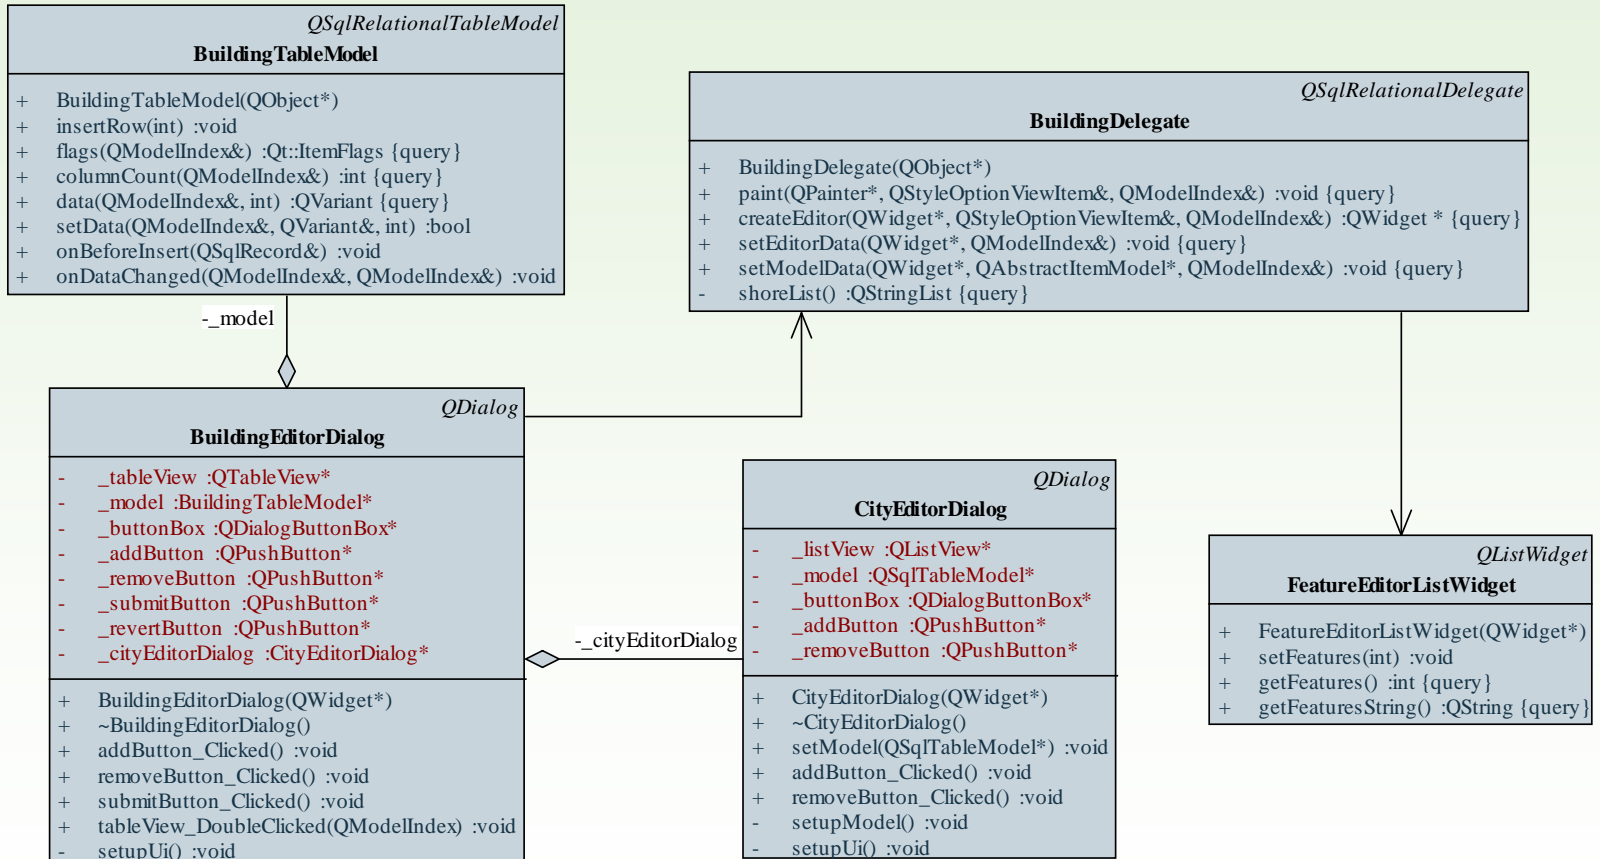 QSqlRelationalTableModel
BuildingTableModel
+ BuildingTableModel(QObject*)
+ insertRow(int) :void
+ flags(QModelIndex&) :Qt::ItemFlags {query}
+ columnCount(QModelIndex&) :int {query}
+ data(QModelIndex&, int) :QVariant {query}
+ setData(QModelIndex&, QVariant&, int) :bool
+ onBeforeInsert(QSqlRecord&) :void
+ onDataChanged(QModelIndex&, QModelIndex&) :void
-_model
QSqlRelationalDelegate
BuildingDelegate
+ BuildingDelegate(QObject*)
+ paint(QPainter*, QStyleOptionViewItem&, QModelIndex&) :void {query}
+ createEditor(QWidget*, QStyleOptionViewItem&, QModelIndex&) :QWidget * {query}
+ setEditorData(QWidget*, QModelIndex&) :void {query}
+ setModelData(QWidget*, QAbstractItemModel*, QModelIndex&) :void {query}
- shoreList() :QStringList {query}
QDialog
BuildingEditorDialog
- _tableView :QTableView*
- _model :BuildingTableModel*
- _buttonBox :QDialogButtonBox*
- _addButton :QPushButton*
- _removeButton :QPushButton*
- _submitButton :QPushButton*
- _revertButton :QPushButton*
- _cityEditorDialog :CityEditorDialog*
+ BuildingEditorDialog(QWidget*)
+ ~BuildingEditorDialog()
+ addButton_Clicked() :void
+ removeButton_Clicked() :void
+ submitButton_Clicked() :void
+ tableView_DoubleClicked(QModelIndex) :void
- setupUi() :void
-_cityEditorDialog
QDialog
CityEditorDialog
- _listView :QListView*
- _model :QSqlTableModel*
- _buttonBox :QDialogButtonBox*
- _addButton :QPushButton*
- _removeButton :QPushButton*
+ CityEditorDialog(QWidget*)
+ ~CityEditorDialog()
+ setModel(QSqlTableModel*) :void
+ addButton_Clicked() :void
+ removeButton_Clicked() :void
- setupModel() :void
- setupUi() :void
QListWidget
FeatureEditorListWidget
+ FeatureEditorListWidget(QWidget*)
+ setFeatures(int) :void
+ getFeatures() :int {query}
+ getFeaturesString() :QString {query}